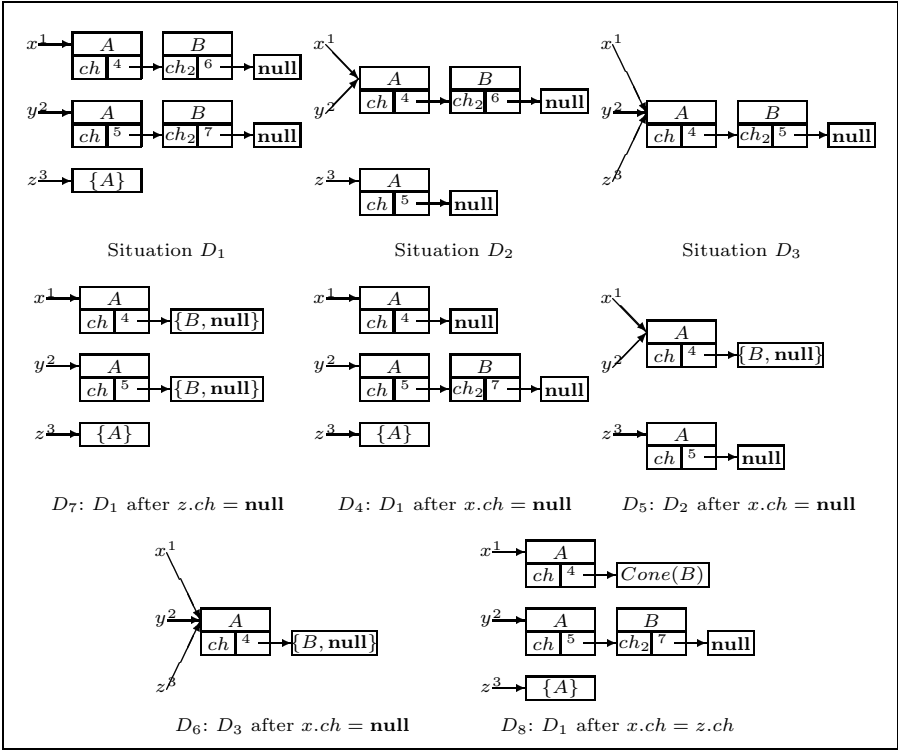 x¹ A B
ch ⁴ ch₂ ⁶ null
y² A B
ch ⁵ ch₂ ⁷ null
z³ {A}
Situation D₁
x¹
A B
y² ch ⁴ ch₂ ⁶ null
z³ A
ch ⁵ null
Situation D₂
x¹
y² A B
ch ⁴ ch₂ ⁵ null
z³
Situation D₃
x¹ A
ch ⁴ {B, null}
y² A
ch ⁵ {B, null}
z³ {A}
D₇: D₁ after z.ch = null
x¹ A
ch ⁴ null
y² A B
ch ⁵ ch₂ ⁷ null
z³ {A}
D₄: D₁ after x.ch = null
x¹
A
y² ch ⁴ {B, null}
z³ A
ch ⁵ null
D₅: D₂ after x.ch = null
x¹
y² A
ch ⁴ {B, null}
z³
D₆: D₃ after x.ch = null
x¹ A
ch ⁴ Cone(B)
y² A B
ch ⁵ ch₂ ⁷ null
z³ {A}
D₈: D₁ after x.ch = z.ch